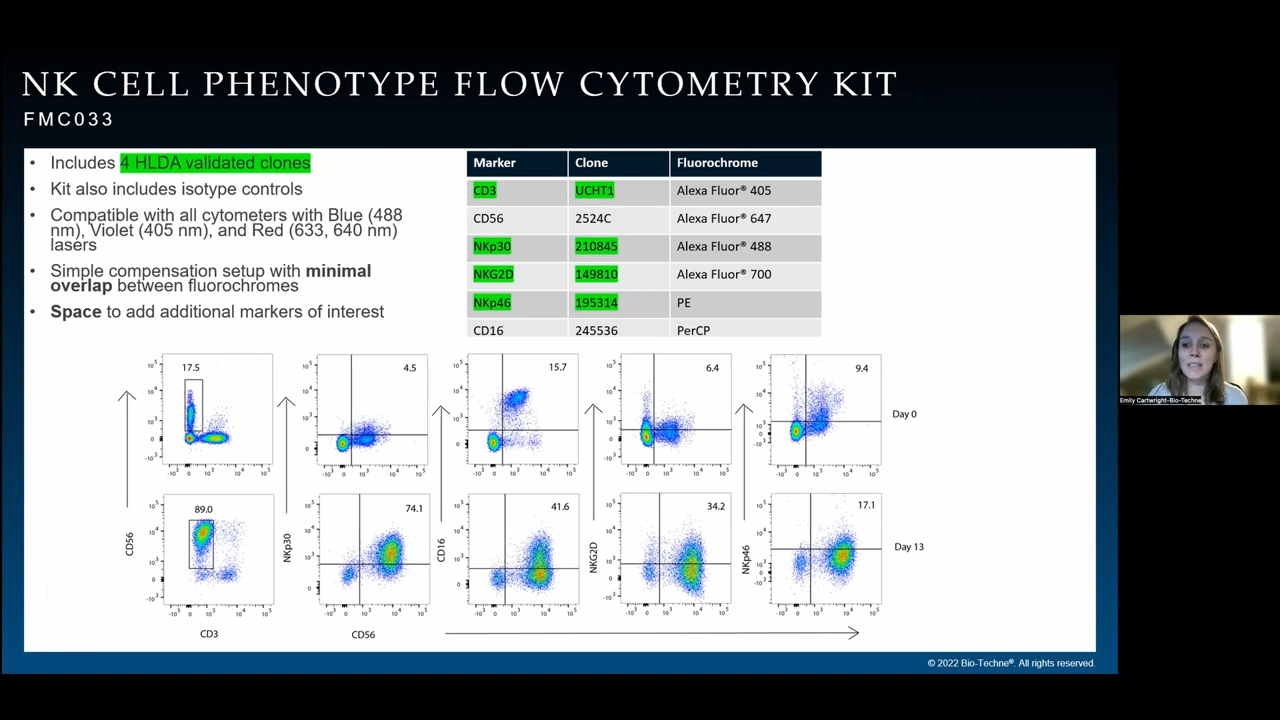 NK CELL PHENOTYPE FLOW CYTOMETRY KIT
FMC033
• Includes 4 HLDA validated clones
• Kit also includes isotype controls
• Compatible with all cytometers with Blue (488
nm), Violet (405 nm), and Red (633, 640 nm)
lasers
• Simple compensation setup with minimal
overlap between fluorochromes
• Space to add additional markers of interest
Marker Clone Fluorochrome
CD3 UCHT1 Alexa Fluor® 405
CD56 2524C Alexa Fluor® 647
NKp30 210845 Alexa Fluor® 488
NKG2D 149810 Alexa Fluor® 700
NKp46 195314 PE
CD16 245536 PerCP
17.5 4.5 15.7 6.4 9.4
Day 0
89.0 74.1 41.6 34.2 17.1
Day 13
CD56
NKp30
CD16
NKG2D
NKp46
CD3 CD56
Emily Cartwright-Bio-Techne
© 2022 Bio-Techne®. All rights reserved.